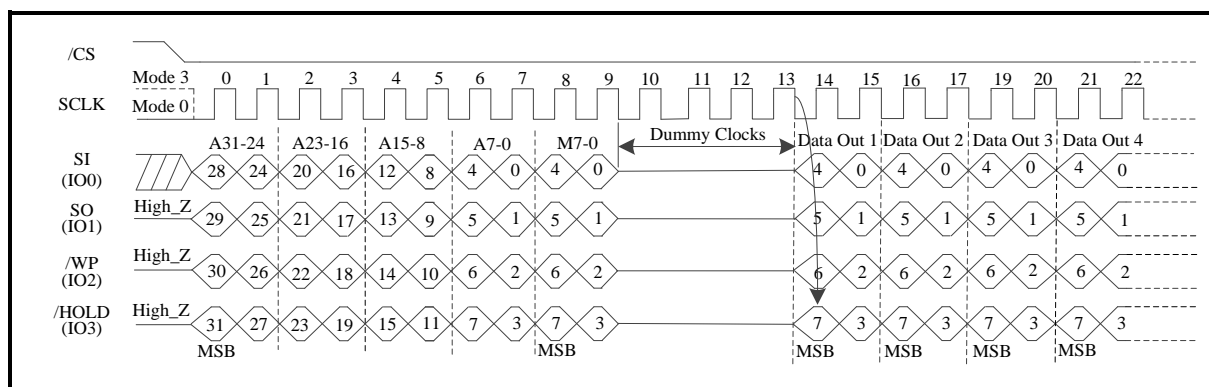 /CS
Mode 3 0 1 2 3 4 5 6 7 8 9 10 11 12 13 14 15 16 17 19 20 21 22
SCLK Mode 0
A31-24 A23-16 A15-8 A7-0 M7-0 Dummy Clocks Data Out 1 Data Out 2 Data Out 3 Data Out 4
SI
(IO0)
28 24 20 16 12 8 4 0 4 0 4 0 4 0 4 0 4 0
SO
(IO1)
High_Z 29 25 21 17 13 9 5 1 5 1 5 1 5 1 5 1 5 1
/WP
(IO2)
High_Z 30 26 22 18 14 10 6 2 6 2 6 2 6 2 6 2 6 2
/HOLD
(IO3)
High_Z 31 27 23 19 15 11 7 3 7 3 7 3 7 3 7 3 7 3
MSB MSB MSB MSB MSB MSB